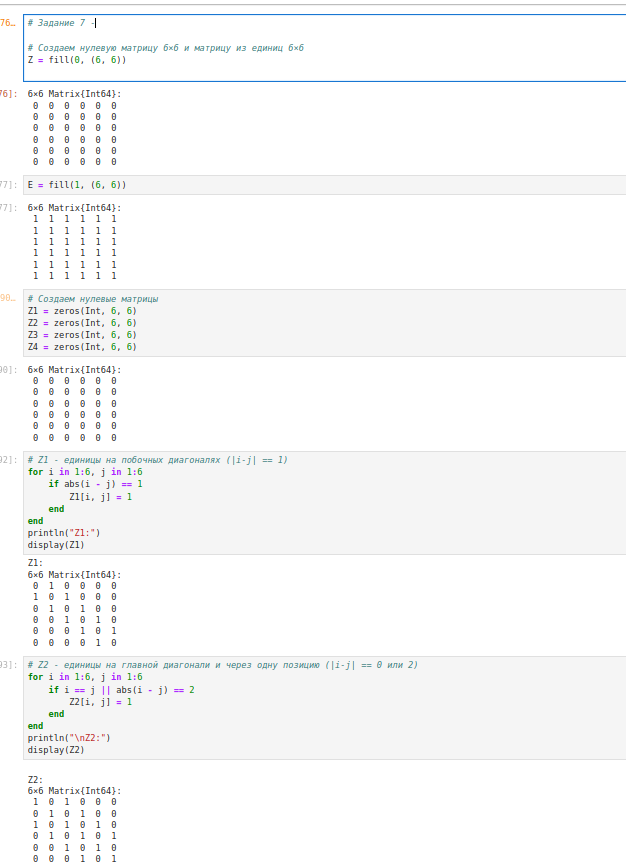 76…
# Задание 7 -
# Создаем нулевую матрицу 6×6 и матрицу из единиц 6×6
Z = fill(0, (6, 6))
76]:
6×6 Matrix{Int64}:
0 0 0 0 0 0
0 0 0 0 0 0
0 0 0 0 0 0
0 0 0 0 0 0
0 0 0 0 0 0
0 0 0 0 0 0
77]:
E = fill(1, (6, 6))
77]:
6×6 Matrix{Int64}:
1 1 1 1 1 1
1 1 1 1 1 1
1 1 1 1 1 1
1 1 1 1 1 1
1 1 1 1 1 1
1 1 1 1 1 1
90…
# Создаем нулевые матрицы
Z1 = zeros(Int, 6, 6)
Z2 = zeros(Int, 6, 6)
Z3 = zeros(Int, 6, 6)
Z4 = zeros(Int, 6, 6)
90]:
6×6 Matrix{Int64}:
0 0 0 0 0 0
0 0 0 0 0 0
0 0 0 0 0 0
0 0 0 0 0 0
0 0 0 0 0 0
0 0 0 0 0 0
92]:
# Z1 - единицы на побочных диагоналях (|i-j| == 1)
for i in 1:6, j in 1:6
if abs(i - j) == 1
Z1[i, j] = 1
end
end
println("Z1:")
display(Z1)
Z1:
6×6 Matrix{Int64}:
0 1 0 0 0 0
1 0 1 0 0 0
0 1 0 1 0 0
0 0 1 0 1 0
0 0 0 1 0 1
0 0 0 0 1 0
93]:
# Z2 - единицы на главной диагонали и через одну позицию (|i-j| == 0 или 2)
for i in 1:6, j in 1:6
if i == j || abs(i - j) == 2
Z2[i, j] = 1
end
end
println("\nZ2:")
display(Z2)
Z2:
6×6 Matrix{Int64}:
1 0 1 0 0 0
0 1 0 1 0 0
1 0 1 0 1 0
0 1 0 1 0 1
0 0 1 0 1 0
0 0 0 1 0 1